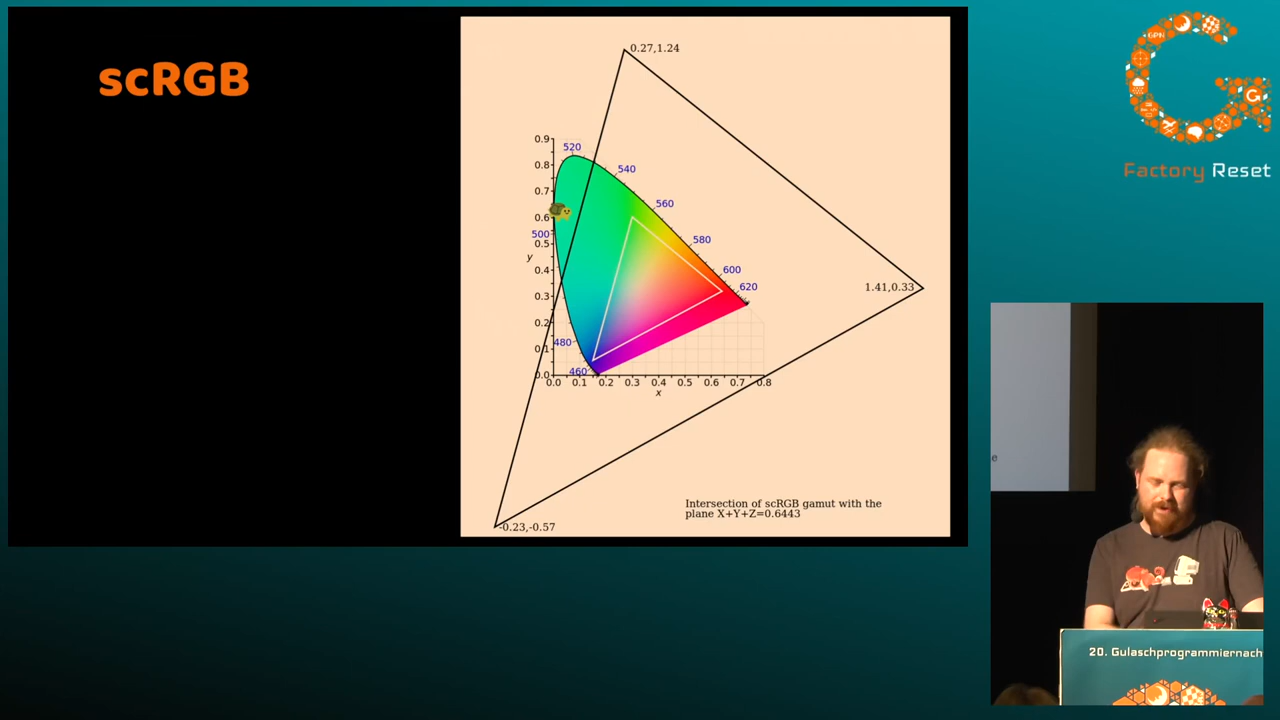 scRGB
0.27,1.24
0.9
520
0.8
540
0.7
560
0.6
500
580
0.5
y
0.4
600
1.41,0.33
620
0.3
0.2
480
0.1
460
0.0
0.0 0.1 0.2 0.3 0.4 0.5 0.6 0.7 0.8
x
Intersection of scRGB gamut with the
plane X+Y+Z=0.6443
-0.23,-0.57
GPN
G
Factory Reset
e
20. Gulaschprogrammiernach